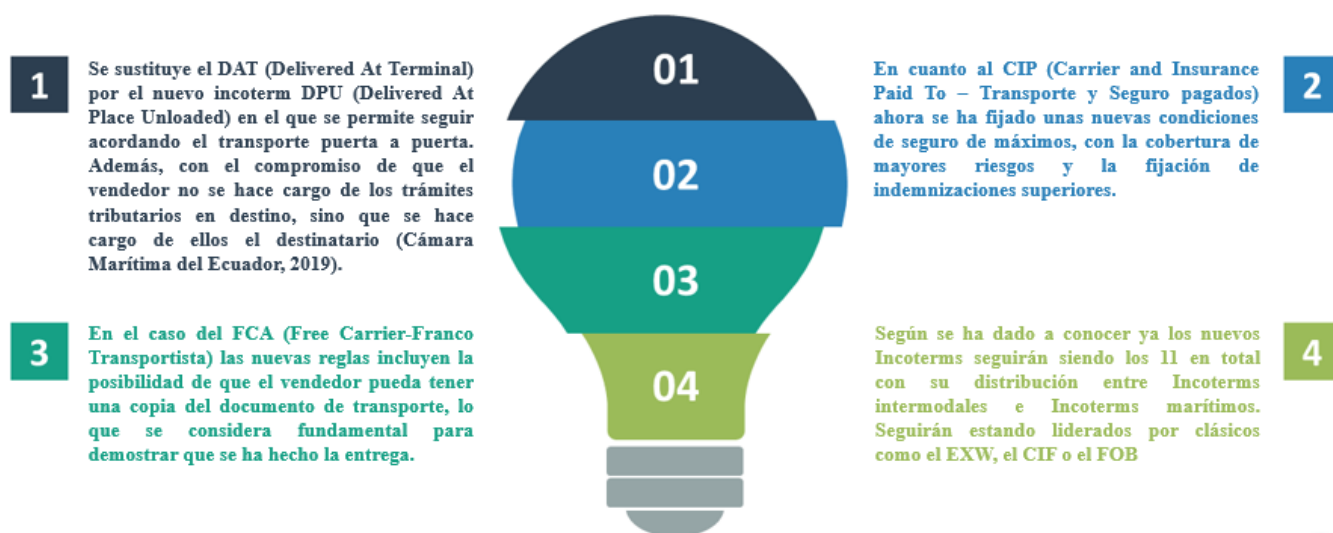 1
Se sustituye el DAT (Delivered At Terminal)
por el nuevo incoterm DPU (Delivered At
Place Unloaded) en el que se permite seguir
acordando el transporte puerta a puerta.
Además, con el compromiso de que el
vendedor no se hace cargo de los trámites
tributarios en destino, sino que se hace
cargo de ellos el destinatario (Cámara
Marítima del Ecuador, 2019).
01
02
03
04
En cuanto al CIP (Carrier and Insurance
Paid To – Transporte y Seguro pagados)
ahora se ha fijado unas nuevas condiciones
de seguro de máximos, con la cobertura de
mayores riesgos y la fijación de
indemnizaciones superiores.
2
3
En el caso del FCA (Free Carrier-Franco
Transportista) las nuevas reglas incluyen la
posibilidad de que el vendedor pueda tener
una copia del documento de transporte, lo
que se considera fundamental para
demostrar que se ha hecho la entrega.
Según se ha dado a conocer ya los nuevos
Incoterms seguirán siendo los 11 en total
con su distribución entre Incoterms
intermodales e Incoterms marítimos.
Seguirán estando liderados por clásicos
como el EXW, el CIF o el FOB
4